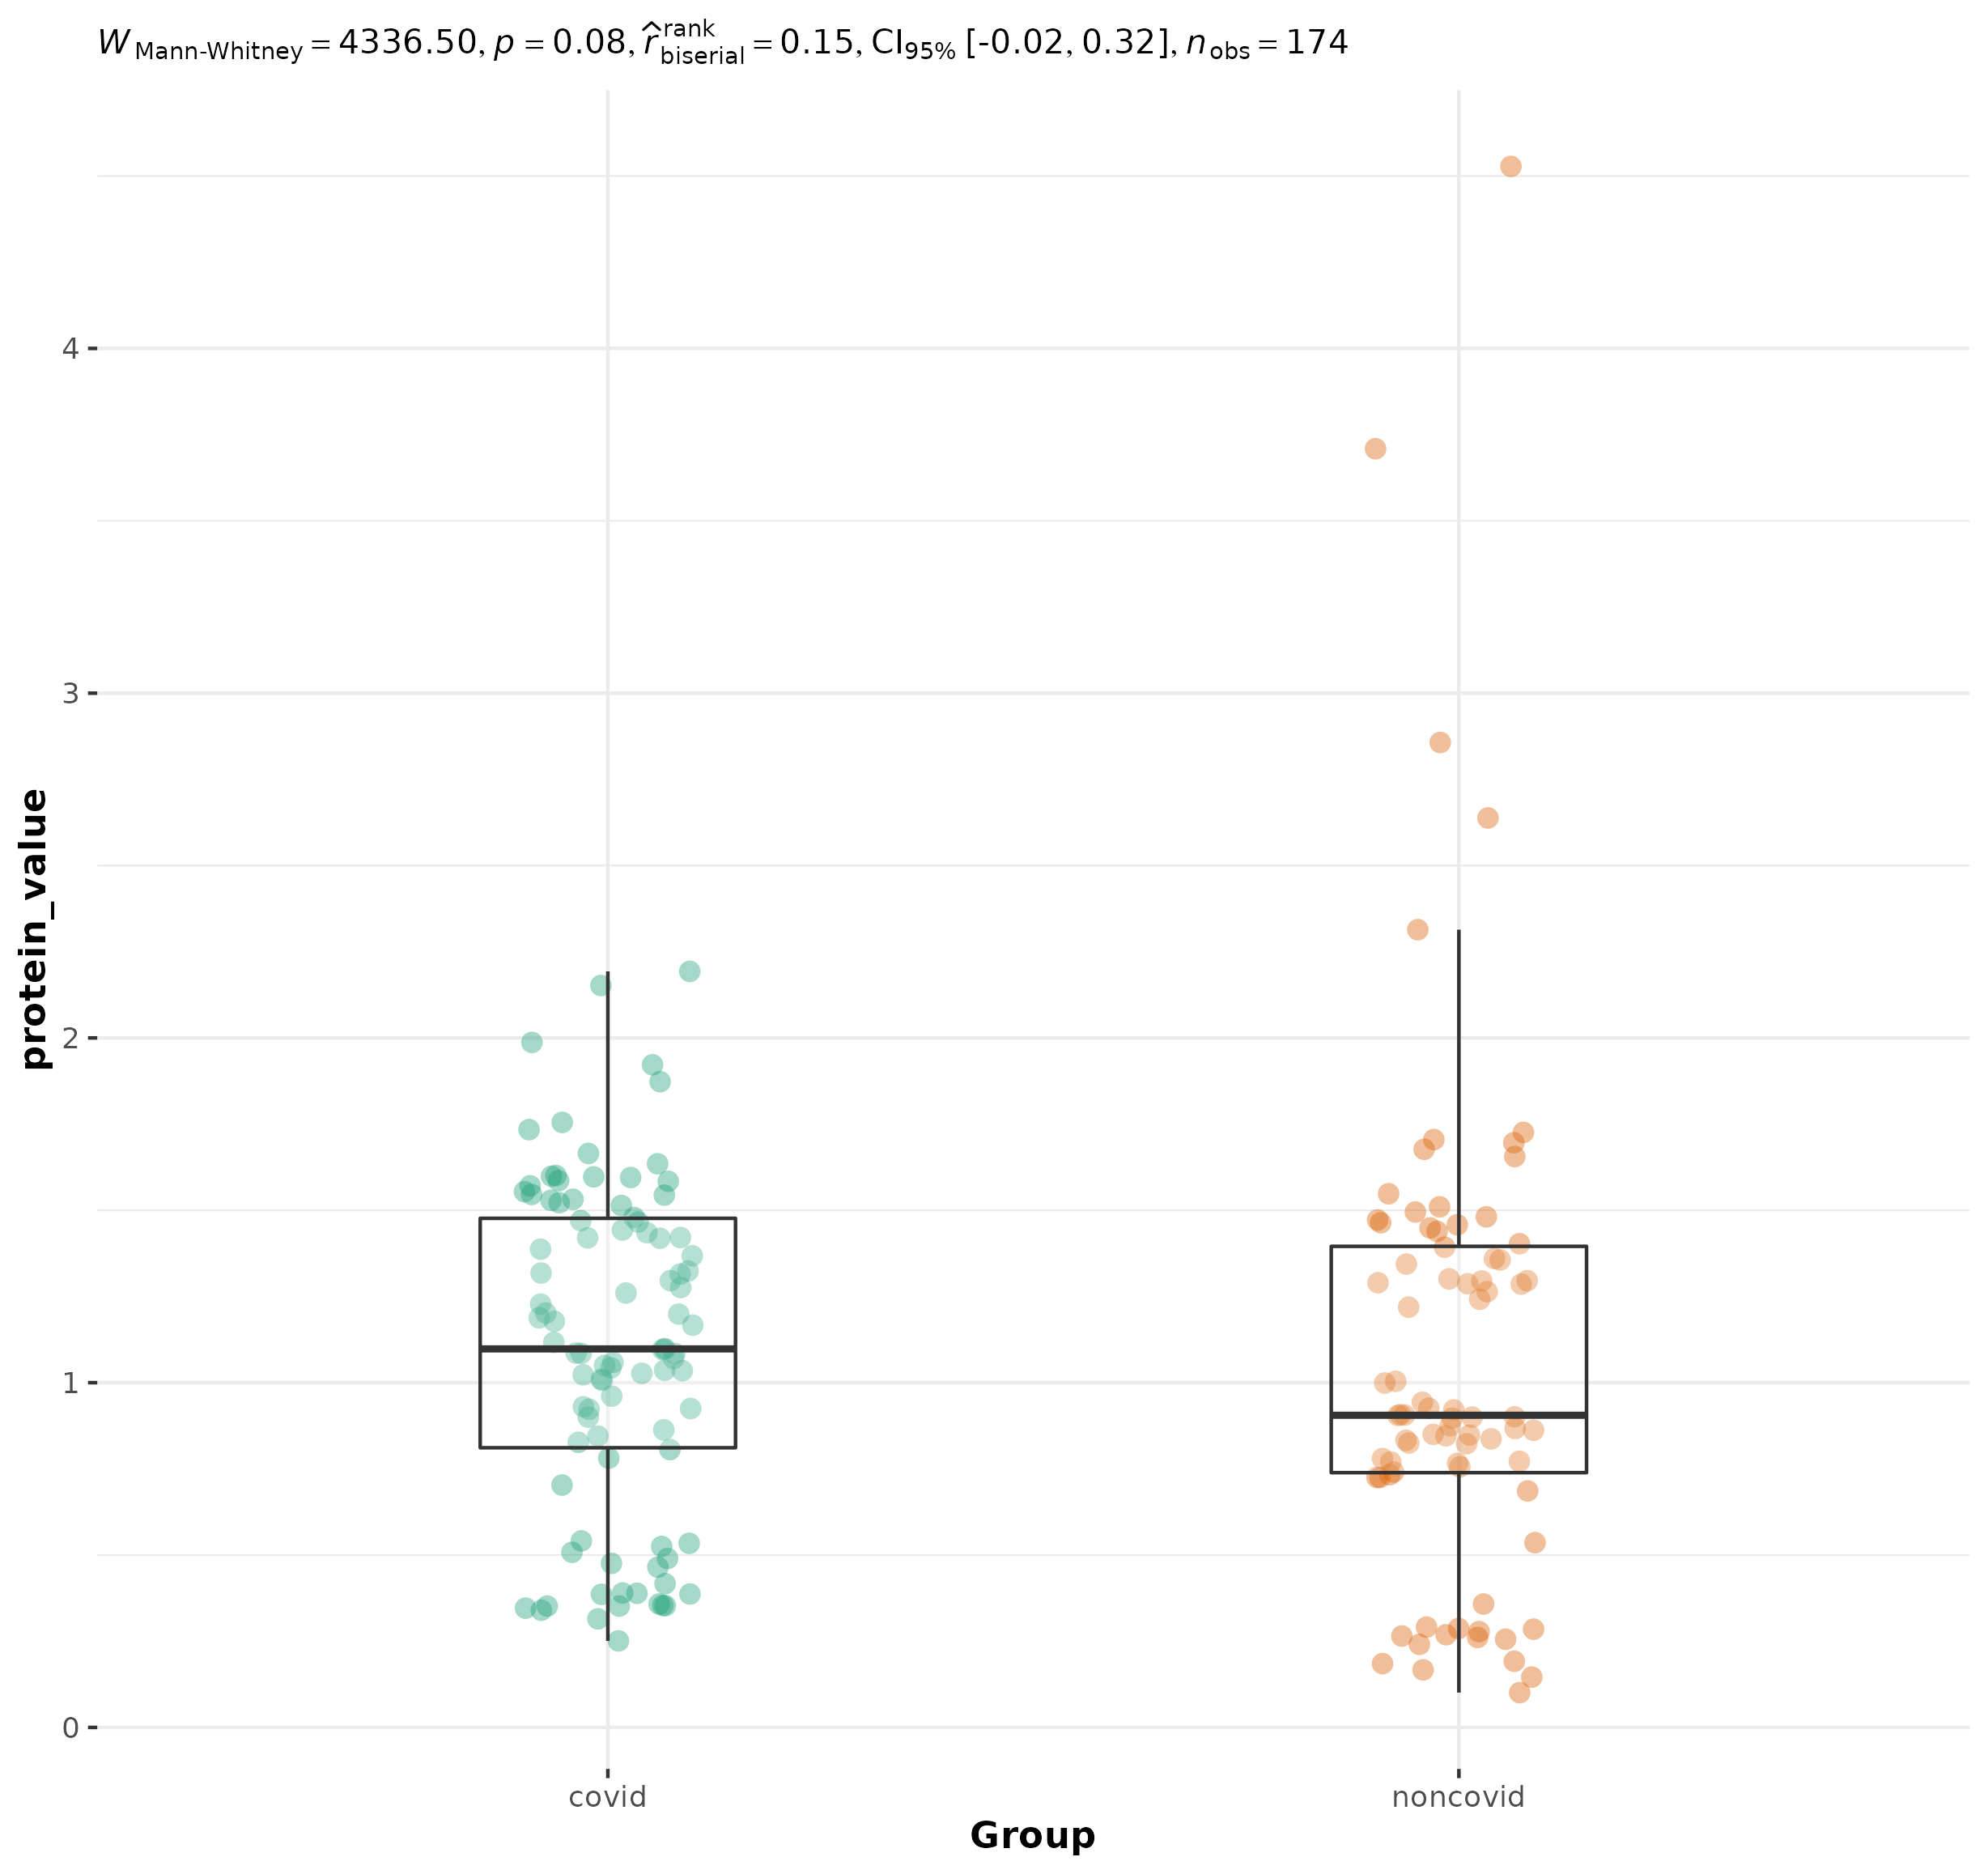 W Mann-Whitney = 4336.50, p = 0.08, r̂ rank biserial = 0.15, CI95% [-0.02, 0.32], n obs = 174
4
3
2
1
0
protein_value
covid noncovid
Group